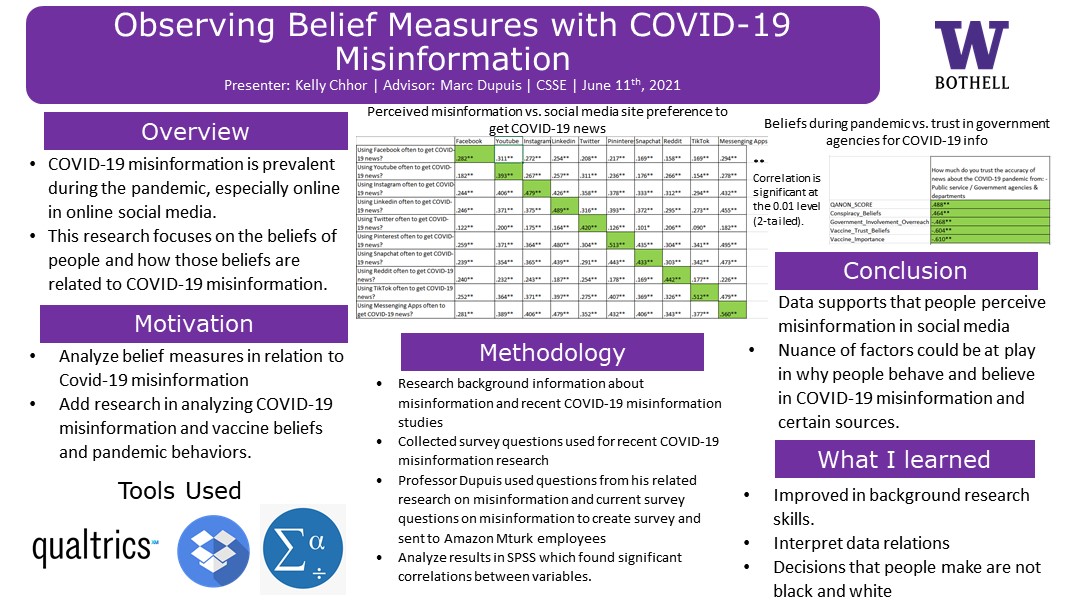 Observing Belief Measures with COVID-19
Misinformation
Presenter: Kelly Chhor | Advisor: Marc Dupuis | CSSE | June 11th, 2021
W
BOTHELL
Overview
• COVID-19 misinformation is prevalent
during the pandemic, especially online
in online social media.
• This research focuses on the beliefs of
people and how those beliefs are
related to COVID-19 misinformation.
Motivation
• Analyze belief measures in relation to
Covid-19 misinformation
• Add research in analyzing COVID-19
misinformation and vaccine beliefs
and pandemic behaviors.
Tools Used
qualtrics
Σ α ÷
Perceived misinformation vs. social media site preference to
get COVID-19 news
Facebook Youtube Instagram Linkedin Twitter Pinterest Snapchat Reddit TikTok Messenging Apps
Using Facebook often to get COVID-
19 news? .282** .311** .272** .254** .208** .217** .169** .158** .169** .294**
Using Youtube often to get COVID-
19 news? .182** .393** .267** .257** .311** .236** .176** .266** .154** .278**
Using Instagram often to get COVID-
19 news? .244** .406** .479** .426** .358** .378** .333** .312** .294** .432**
Using Linkedin often to get COVID-
19 news? .246** .371** .375** .489** .316** .393** .372** .295** .273** .455**
Using Twitter often to get COVID-
19 news? .122** .200** .175** .164** .420** .126** .101** .206** .090* .182**
Using Pinterest often to get COVID-
19 news? .259** .371** .364** .480** .304** .513** .435** .304** .341** .495**
Using Snapchat often to get COVID-
19 news? .239** .354** .365** .439** .291** .443** .433** .303** .342** .473**
Using Reddit often to get COVID-19
news? .240** .232** .243** .187** .254** .178** .169** .442** .177** .226**
Using TikTok often to get COVID-19
news? .252** .364** .371** .397** .275** .407** .369** .326** .512** .479**
Using Messenging Apps often to
get COVID-19 news? .281** .389** .406** .479** .352** .432** .406** .343** .377** .560**
**
Correlation is
significant at
the 0.01 level
(2-tailed).
Methodology
• Research background information about
misinformation and recent COVID-19 misinformation
studies
• Collected survey questions used for recent COVID-19
misinformation research
• Professor Dupuis used questions from his related
research on misinformation and current survey
questions on misinformation to create survey and
sent to Amazon Mturk employees
• Analyze results in SPSS which found significant
correlations between variables.
Beliefs during pandemic vs. trust in government
agencies for COVID-19 info
How much do you trust the accuracy of
news about the COVID-19 pandemic from: -
Public service / Government agencies &
departments
QANON_SCORE -.488**
Conspiracy_Beliefs -.464**
Government_Involvement_Overreach -.468**
Vaccine_Trust_Beliefs -.604**
Vaccine_Importance -.610**
Conclusion
Data supports that people perceive
misinformation in social media
• Nuance of factors could be at play
in why people behave and believe
in COVID-19 misinformation and
certain sources.
What I learned
• Improved in background research
skills.
• Interpret data relations
• Decisions that people make are not
black and white